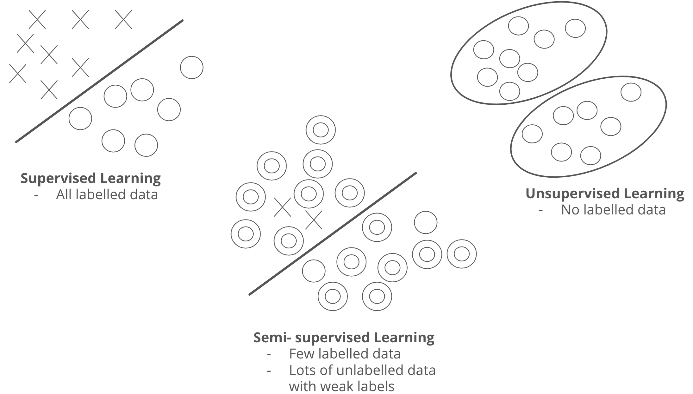 Supervised Learning
- All labelled data
Unsupervised Learning
- No labelled data
Semi- supervised Learning
- Few labelled data
- Lots of unlabelled data
with weak labels